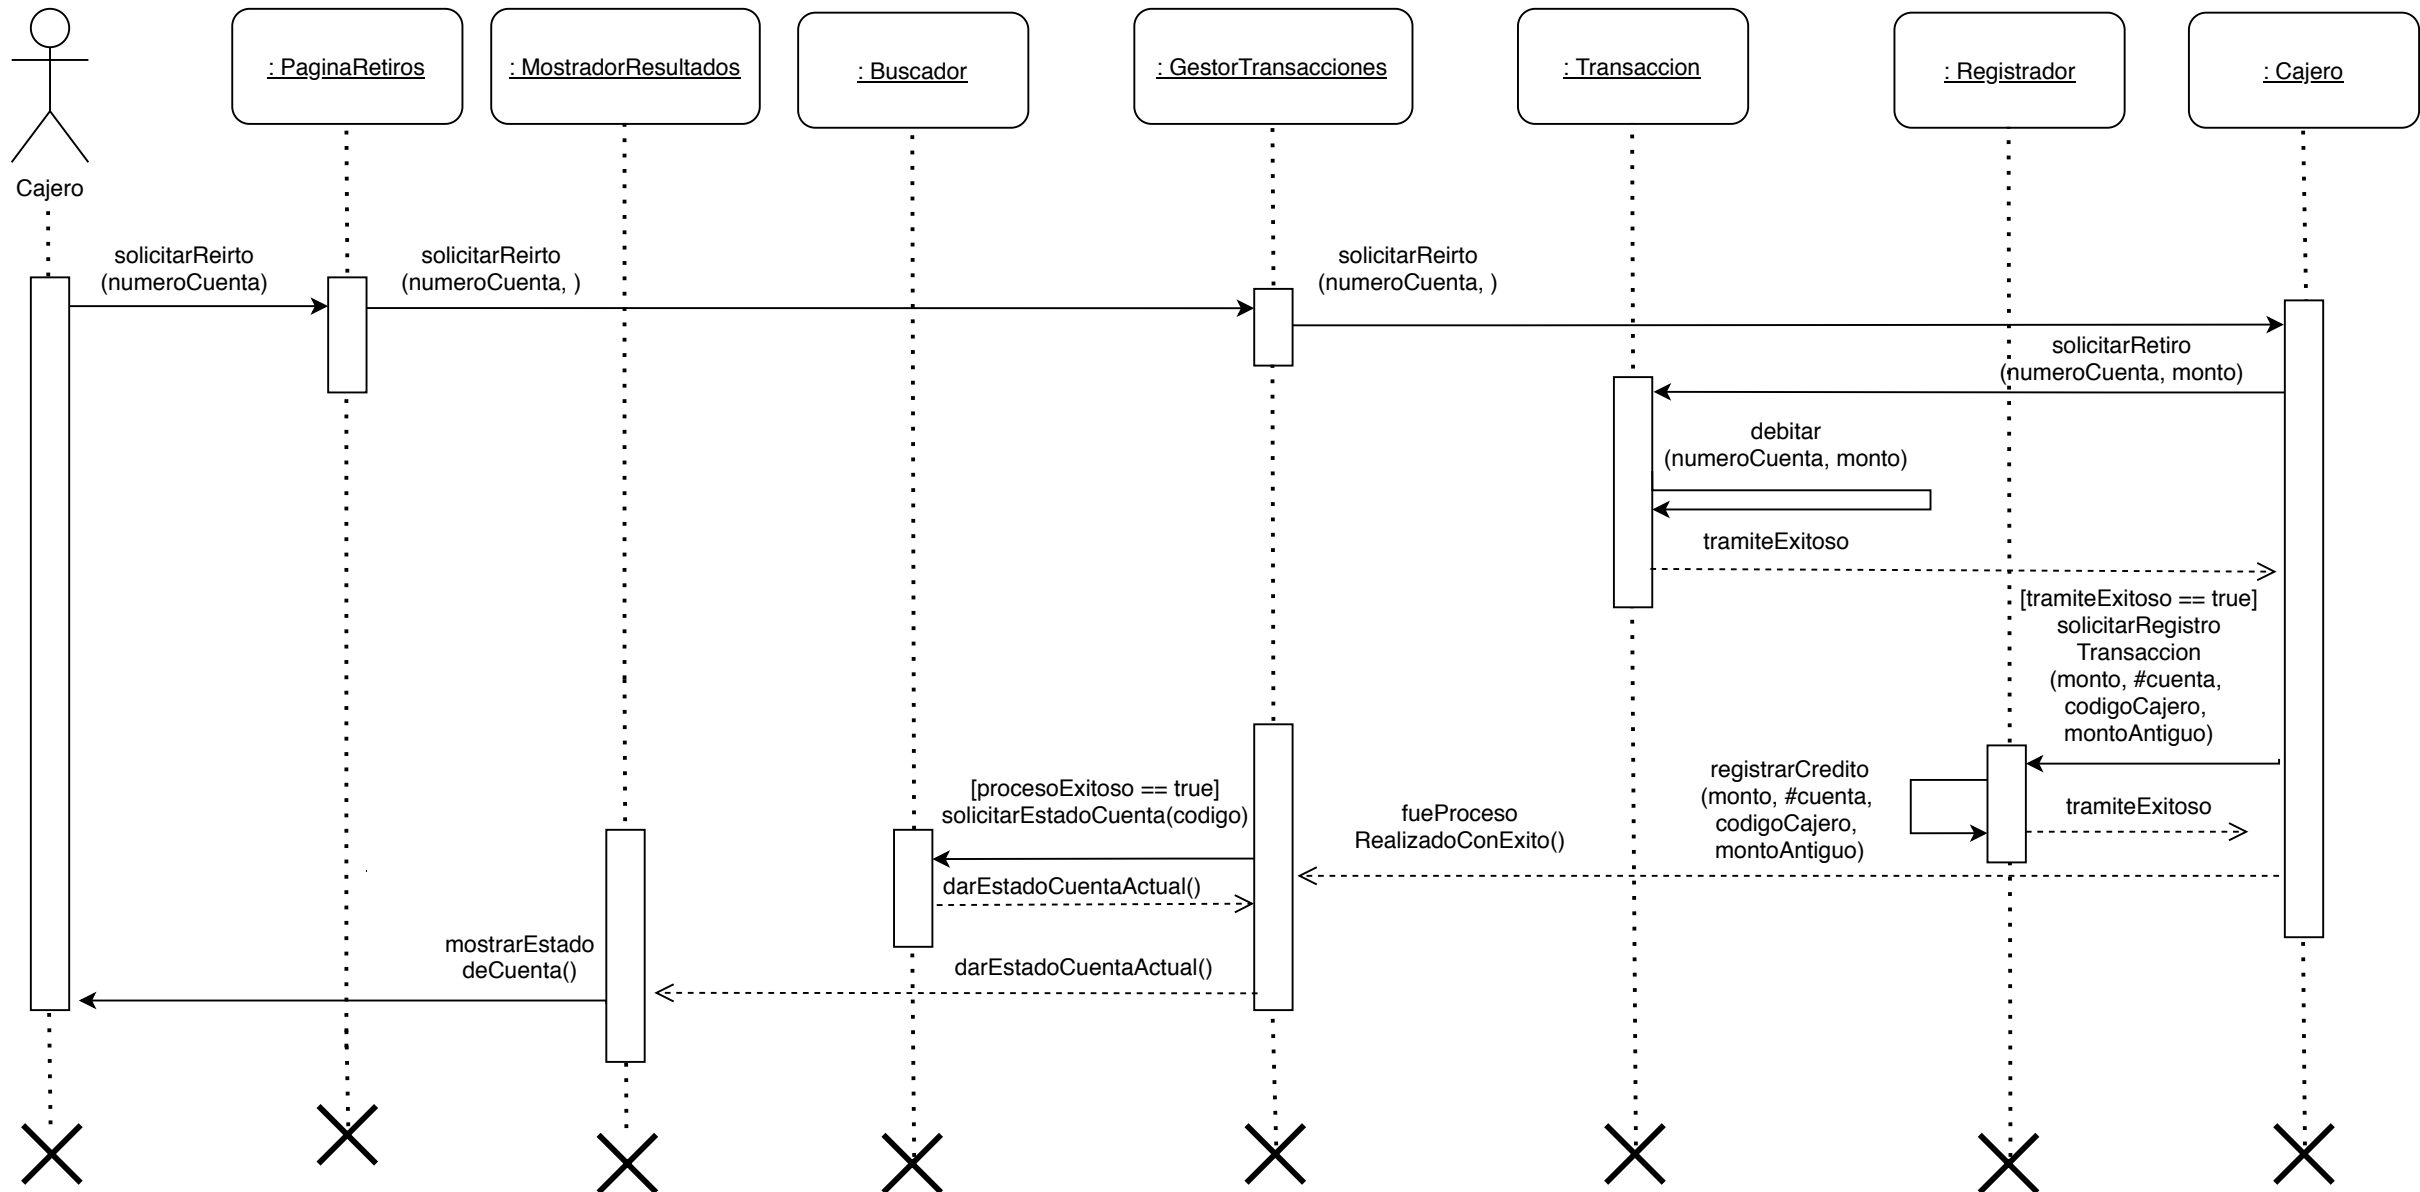 : PaginaRetiros
: MostradorResultados
: Buscador
: GestorTransacciones
: Transaccion
: Registrador
: Cajero
Cajero
solicitarReirto
(numeroCuenta)
solicitarReirto
(numeroCuenta, )
solicitarReirto
(numeroCuenta, )
solicitarRetiro
(numeroCuenta, monto)
debitar
(numeroCuenta, monto)
tramiteExitoso
[tramiteExitoso == true]
solicitarRegistro
Transaccion
(monto, #cuenta,
codigoCajero,
montoAntiguo)
registrarCredito
(monto, #cuenta,
codigoCajero,
montoAntiguo)
tramiteExitoso
fueProceso
RealizadoConExito()
[procesoExitoso == true]
solicitarEstadoCuenta(codigo)
darEstadoCuentaActual()
darEstadoCuentaActual()
mostrarEstado
deCuenta()